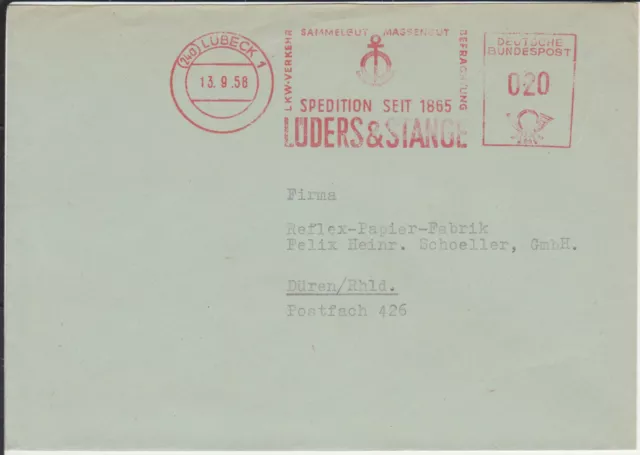 (24a) LÜBECK 1
13.9.56
LKW-VERKEHR
SAMMELGUT MASSENGUT
BEFRACHTUNG
SPEDITION SEIT 1865
LÜDERS&STANGE
DEUTSCHE
BUNDESPOST
020
Firma
Reflex-Papier-Fabrik
Felix Heinr. Schoeller, GmbH.
Düren/Rhld.
Postfach 426